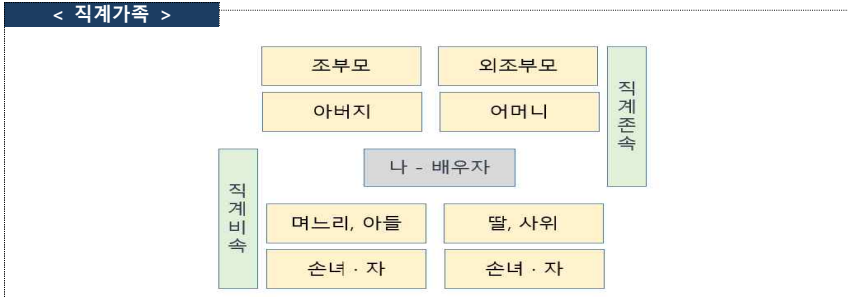 < 직계가족 >
조부모 외조부모
아버지 어머니
직계존속
나 - 배우자
직계비속
며느리, 아들 딸, 사위
손녀 · 자 손녀 · 자